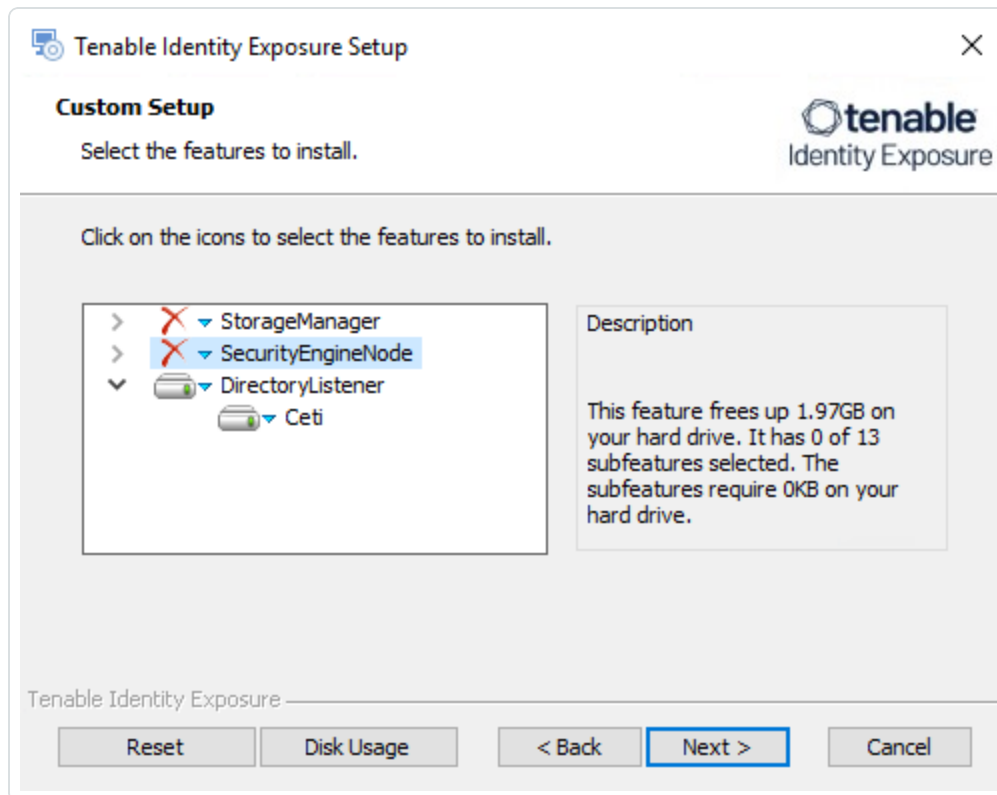 Tenable Identity Exposure Setup
Custom Setup
Select the features to install.
tenable
Identity Exposure
Click on the icons to select the features to install.
StorageManager
SecurityEngineNode
DirectoryListener
Ceti
Description
This feature frees up 1.97GB on
your hard drive. It has 0 of 13
subfeatures selected. The
subfeatures require 0KB on your
hard drive.
Tenable Identity Exposure
Reset
Disk Usage
< Back
Next >
Cancel